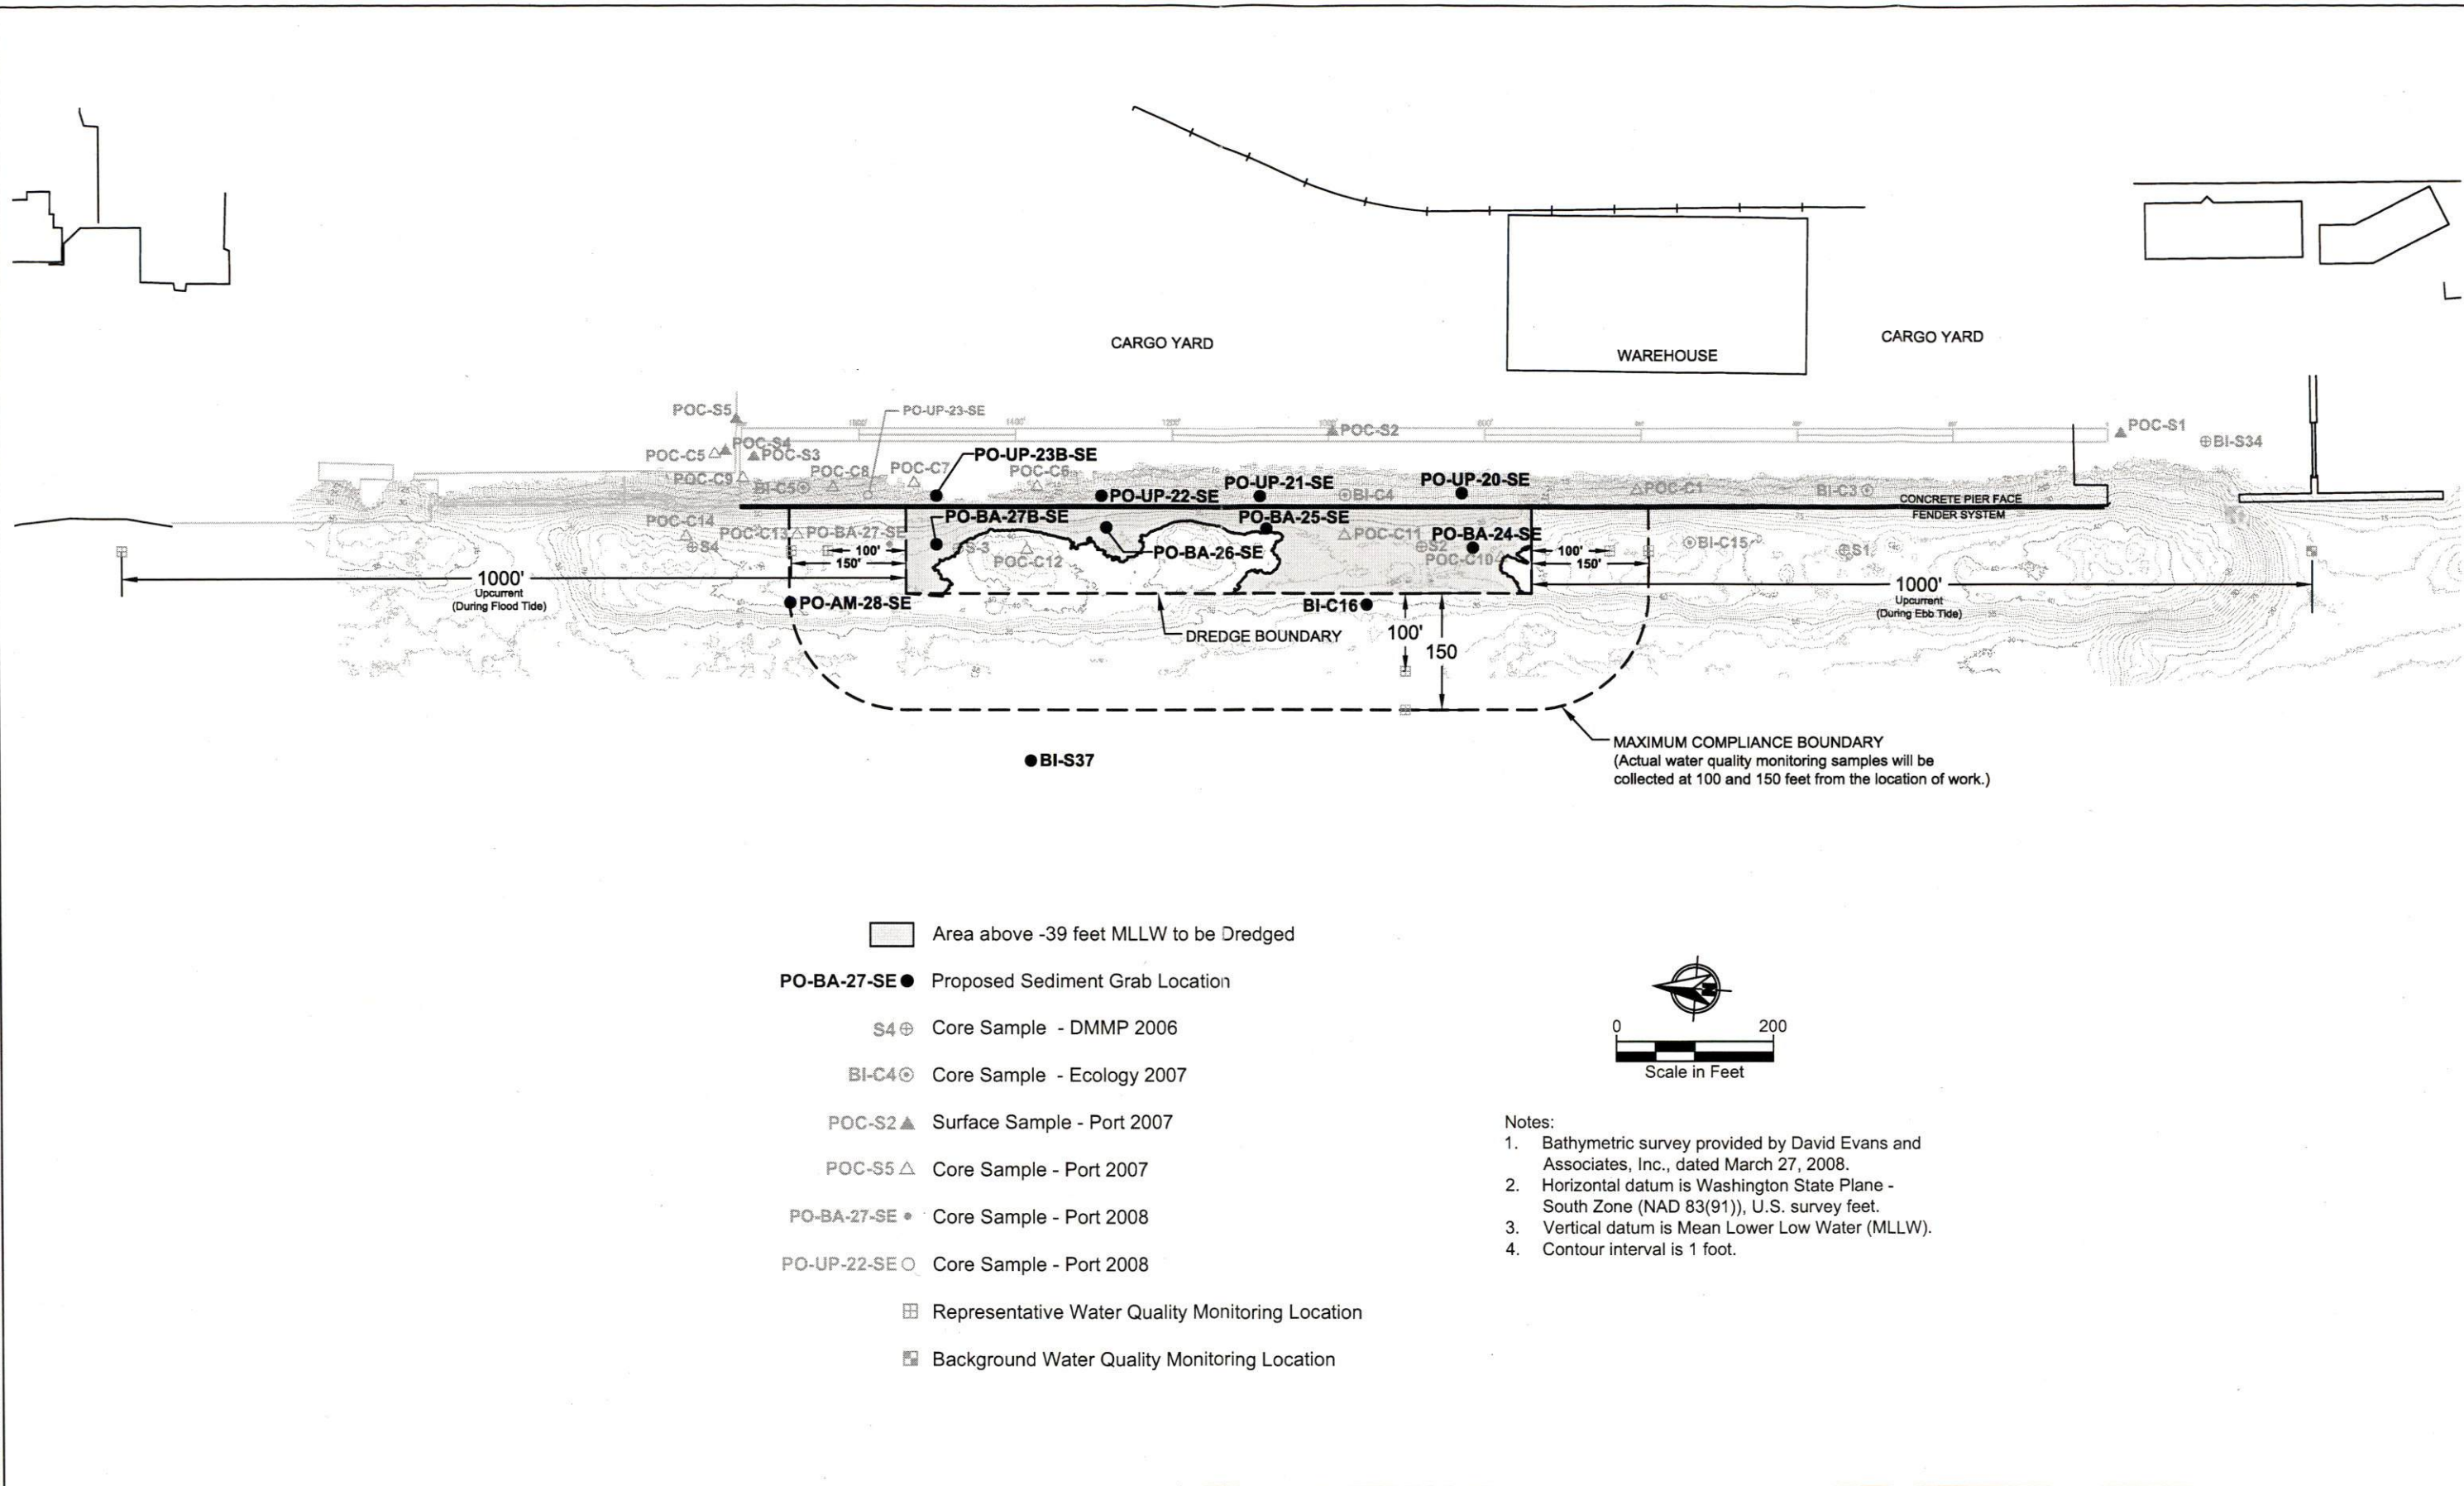 CARGO YARD
CARGO YARD
WAREHOUSE
POC-S5
PO-UP-23-SE
1400'
1200'
1000'
POC-S2
POC-S1
BI-S34
POC-S4
POC-C5
POC-S3
PO-UP-23B-SE
POC-C9
BI-C5
POC-C8
POC-C7
POC-C6
PO-UP-22-SE
PO-UP-21-SE
BI-C4
PO-UP-20-SE
POC-C1
BI-C3
CONCRETE PIER FACE
FENDER SYSTEM
POC-C14
S4
POC-C13
PO-BA-27-SE
PO-BA-27B-SE
S-3
POC-C12
PO-BA-26-SE
PO-BA-25-SE
POC-C11
S2
PO-BA-24-SE
POC-C10
BI-C15
S1
100'
150'
100'
150'
1000'
Upcurrent
(During Flood Tide)
1000'
Upcurrent
(During Ebb Tide)
PO-AM-28-SE
BI-C16
DREDGE BOUNDARY
100'
150
MAXIMUM COMPLIANCE BOUNDARY
(Actual water quality monitoring samples will be
collected at 100 and 150 feet from the location of work.)
BI-S37
Area above -39 feet MLLW to be Dredged
PO-BA-27-SE Proposed Sediment Grab Location
S4 Core Sample - DMMP 2006
BI-C4 Core Sample - Ecology 2007
POC-S2 Surface Sample - Port 2007
POC-S5 Core Sample - Port 2007
PO-BA-27-SE Core Sample - Port 2008
PO-UP-22-SE Core Sample - Port 2008
Representative Water Quality Monitoring Location
Background Water Quality Monitoring Location
N
0 200
Scale in Feet
Notes:
1. Bathymetric survey provided by David Evans and
Associates, Inc., dated March 27, 2008.
2. Horizontal datum is Washington State Plane -
South Zone (NAD 83(91)), U.S. survey feet.
3. Vertical datum is Mean Lower Low Water (MLLW).
4. Contour interval is 1 foot.